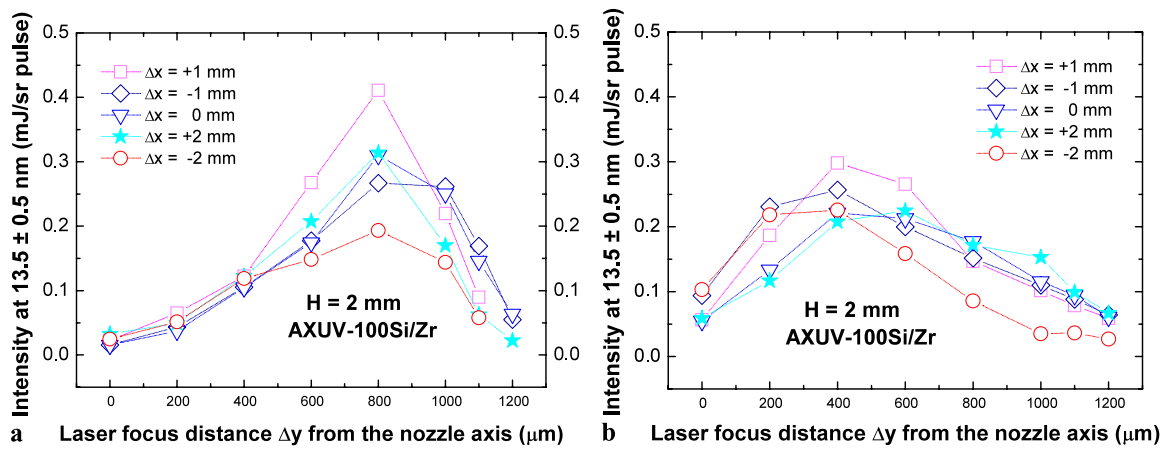 Intensity at 13.5 ± 0.5 nm (mJ/sr pulse)
0.5
0.4
0.3
0.2
0.1
0.0
0.5
0.4
0.3
0.2
0.1
0.0
Δx = +1 mm
Δx = -1 mm
Δx = 0 mm
Δx = +2 mm
Δx = -2 mm
H = 2 mm
AXUV-100Si/Zr
0 200 400 600 800 1000 1200
a Laser focus distance Δy from the nozzle axis (μm)
Intensity at 13.5 ± 0.5 nm (mJ/sr pulse)
0.5
0.4
0.3
0.2
0.1
0.0
Δx = +1 mm
Δx = -1 mm
Δx = 0 mm
Δx = +2 mm
Δx = -2 mm
H = 2 mm
AXUV-100Si/Zr
0 200 400 600 800 1000 1200
b Laser focus distance Δy from the nozzle axis (μm)